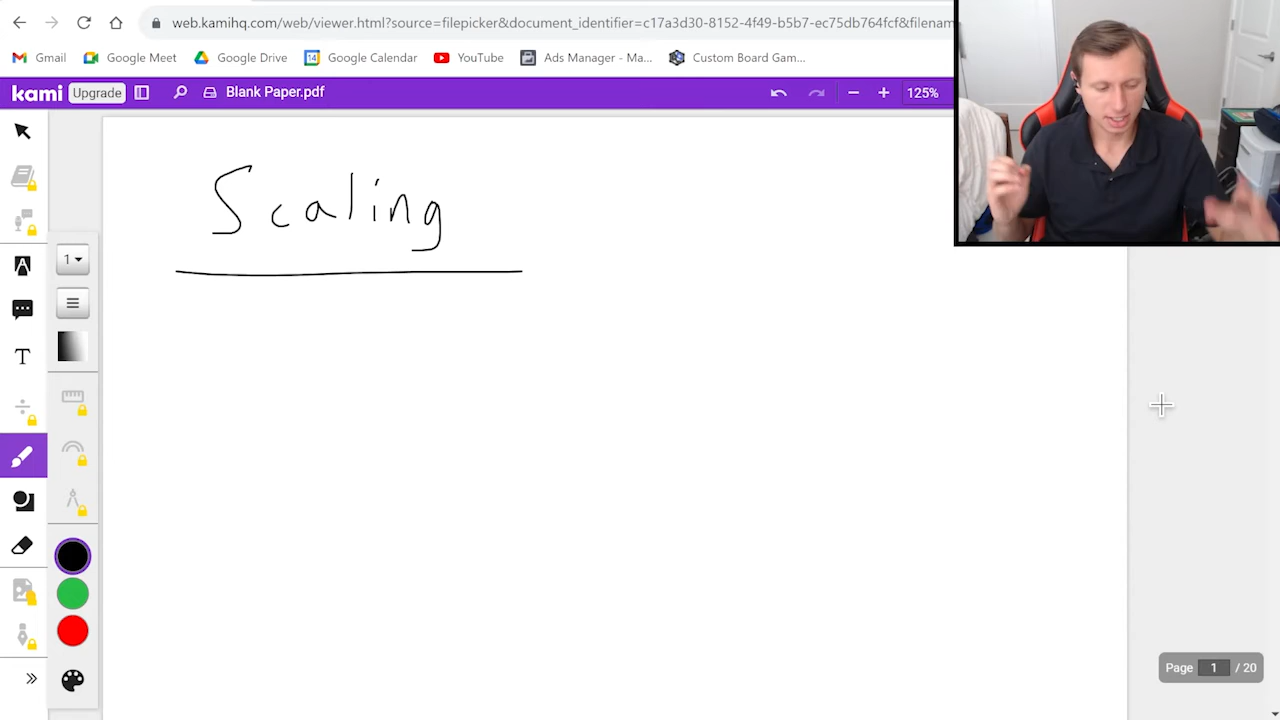 web.kamihq.com/web/viewer.html?source=filepicker&document_identifier=c17a3d30-8152-4f49-b5b7-ec75db764fcf&filenam
Gmail Google Meet Google Drive 14 Google Calendar YouTube Ads Manager - Ma... Custom Board Gam...
kami Upgrade Blank Paper.pdf 125%
Scaling
1
T
Page 1 / 20